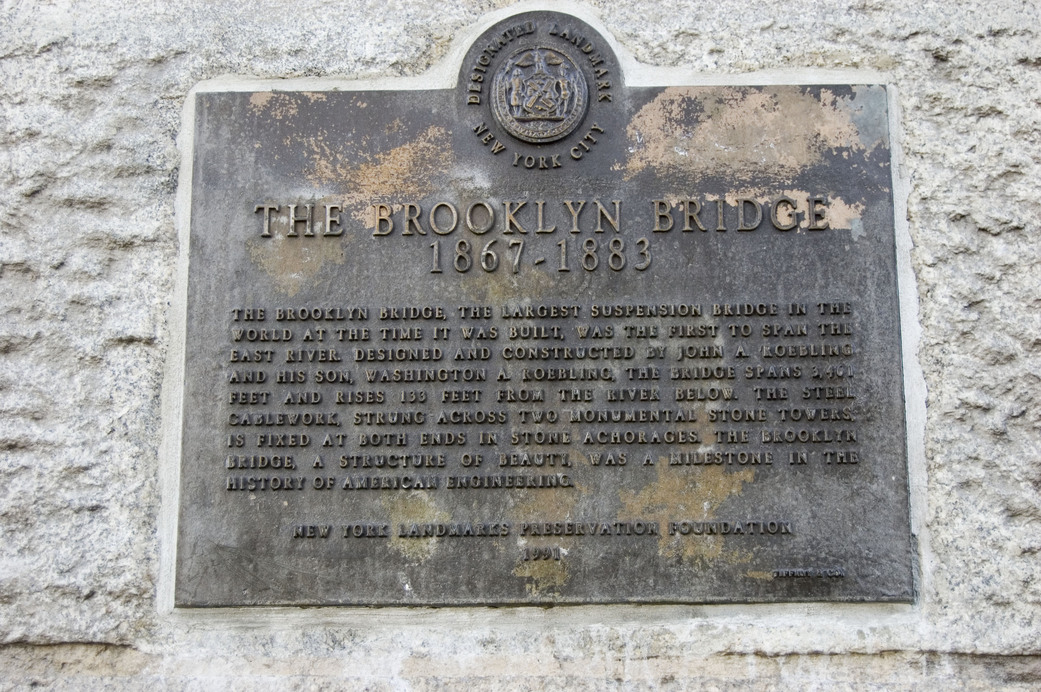 DESIGNATED LANDMARK
NEW YORK CITY
THE BROOKLYN BRIDGE
1867-1883
THE BROOKLYN BRIDGE, THE LARGEST SUSPENSION BRIDGE IN THE
WORLD AT THE TIME IT WAS BUILT, WAS THE FIRST TO SPAN THE
EAST RIVER. DESIGNED AND CONSTRUCTED BY JOHN A. ROEBLING
AND HIS SON, WASHINGTON A. ROEBLING, THE BRIDGE SPANS 3,461
FEET AND RISES 133 FEET FROM THE RIVER BELOW. THE STEEL
CABLEWORK, STRUNG ACROSS TWO MONUMENTAL STONE TOWERS,
IS FIXED AT BOTH ENDS IN STONE ACHORAGES. THE BROOKLYN
BRIDGE, A STRUCTURE OF BEAUTY, WAS A MILESTONE IN THE
HISTORY OF AMERICAN ENGINEERING.
NEW YORK LANDMARKS PRESERVATION FOUNDATION
1991